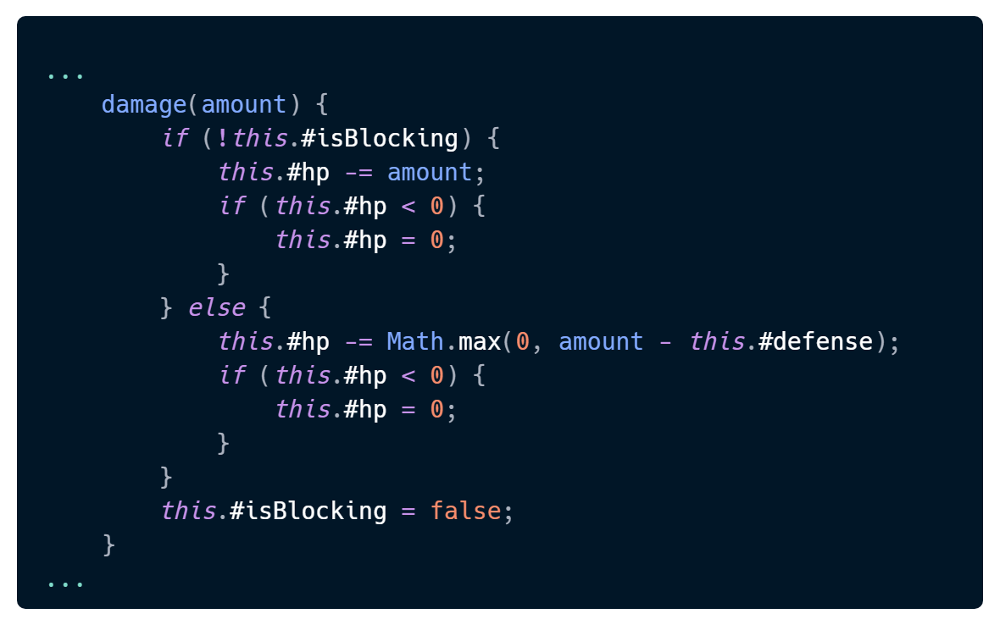 ...
    damage(amount) {
        if (!this.#isBlocking) {
            this.#hp -= amount;
            if (this.#hp < 0) {
                this.#hp = 0;
            }
        } else {
            this.#hp -= Math.max(0, amount - this.#defense);
            if (this.#hp < 0) {
                this.#hp = 0;
            }
        }
        this.#isBlocking = false;
    }
...